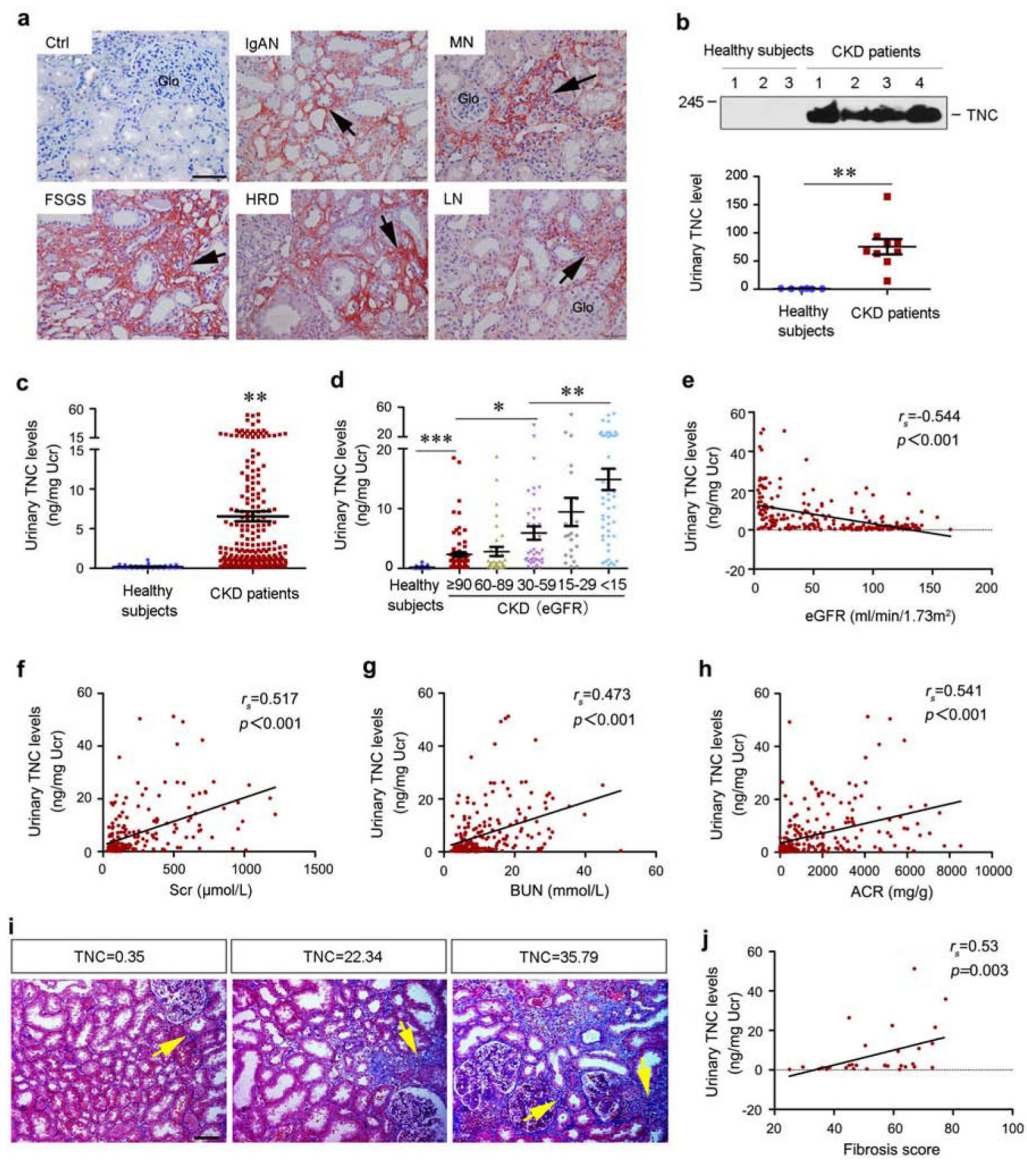 a
Ctrl
Glo
IgAN
MN
Glo
FSGS
HRD
LN
Glo
b
Healthy subjects CKD patients
1 2 3 1 2 3 4
245
TNC
Urinary TNC level
200
150
100
50
0
**
Healthy
subjects
CKD patients
c
Urinary TNC levels
(ng/mg Ucr)
60
15
15
10
5
0
**
Healthy
subjects
CKD patients
d
Urinary TNC levels
(ng/mg Ucr)
60
20
20
10
0
***
*
**
Healthy
subjects
≥90 60-89 30-59 15-29 <15
CKD (eGFR)
e
Urinary TNC levels
(ng/mg Ucr)
60
40
20
0
-20
rs=-0.544
p<0.001
0 50 100 150 200
eGFR (ml/min/1.73m²)
f
Urinary TNC levels
(ng/mg Ucr)
60
40
20
0
rs=0.517
p<0.001
0 500 1000 1500
Scr (μmol/L)
g
Urinary TNC levels
(ng/mg Ucr)
60
40
20
0
rs=0.473
p<0.001
0 20 40 60
BUN (mmol/L)
h
Urinary TNC levels
(ng/mg Ucr)
60
40
20
0
rs=0.541
p<0.001
0 2000 4000 6000 8000 10000
ACR (mg/g)
i
TNC=0.35
TNC=22.34
TNC=35.79
j
Urinary TNC levels
(ng/mg Ucr)
60
40
20
0
-20
rs=0.53
p=0.003
20 40 60 80 100
Fibrosis score